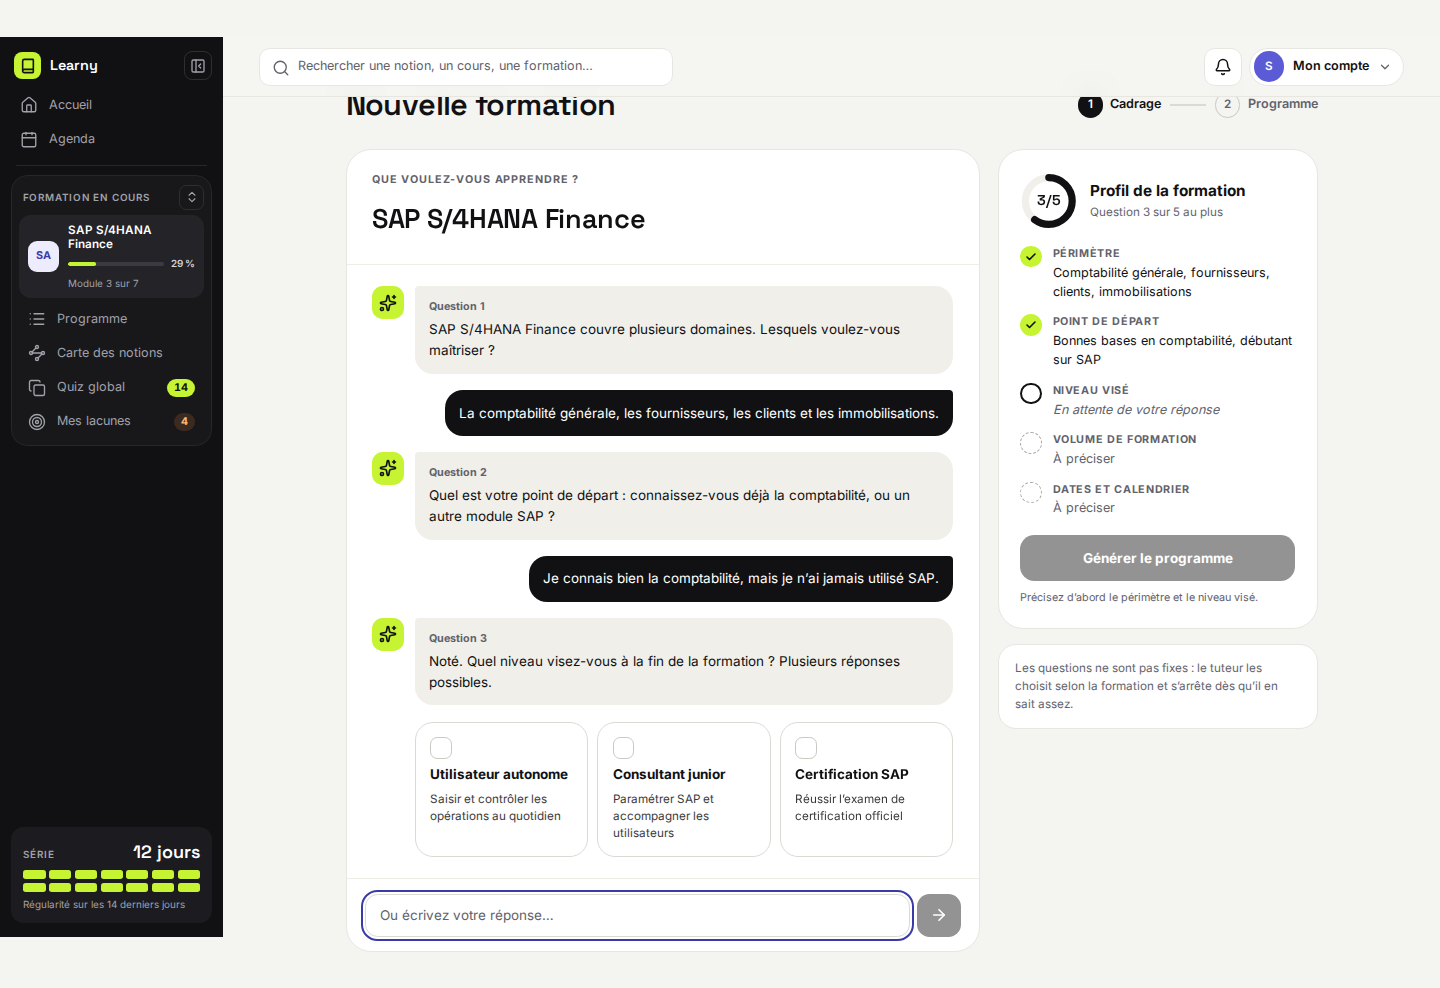 Learny
Accueil
Agenda
FORMATION EN COURS
SA
SAP S/4HANA
Finance
29 %
Module 3 sur 7
Programme
Carte des notions
Quiz global
14
Mes lacunes
4
SÉRIE
12 jours
Régularité sur les 14 derniers jours
Rechercher une notion, un cours, une formation…
S
Mon compte
Nouvelle formation
1
Cadrage
2
Programme
QUE VOULEZ-VOUS APPRENDRE ?
SAP S/4HANA Finance
Question 1
SAP S/4HANA Finance couvre plusieurs domaines. Lesquels voulez-vous
maîtriser ?
La comptabilité générale, les fournisseurs, les clients et les immobilisations.
Question 2
Quel est votre point de départ : connaissez-vous déjà la comptabilité, ou un
autre module SAP ?
Je connais bien la comptabilité, mais je n’ai jamais utilisé SAP.
Question 3
Noté. Quel niveau visez-vous à la fin de la formation ? Plusieurs réponses
possibles.
Utilisateur autonome
Saisir et contrôler les
opérations au quotidien
Consultant junior
Paramétrer SAP et
accompagner les
utilisateurs
Certification SAP
Réussir l’examen de
certification officiel
Ou écrivez votre réponse…
3/5
Profil de la formation
Question 3 sur 5 au plus
PÉRIMÈTRE
Comptabilité générale, fournisseurs,
clients, immobilisations
POINT DE DÉPART
Bonnes bases en comptabilité, débutant
sur SAP
NIVEAU VISÉ
En attente de votre réponse
VOLUME DE FORMATION
À préciser
DATES ET CALENDRIER
À préciser
Générer le programme
Précisez d’abord le périmètre et le niveau visé.
Les questions ne sont pas fixes : le tuteur les
choisit selon la formation et s’arrête dès qu’il en
sait assez.